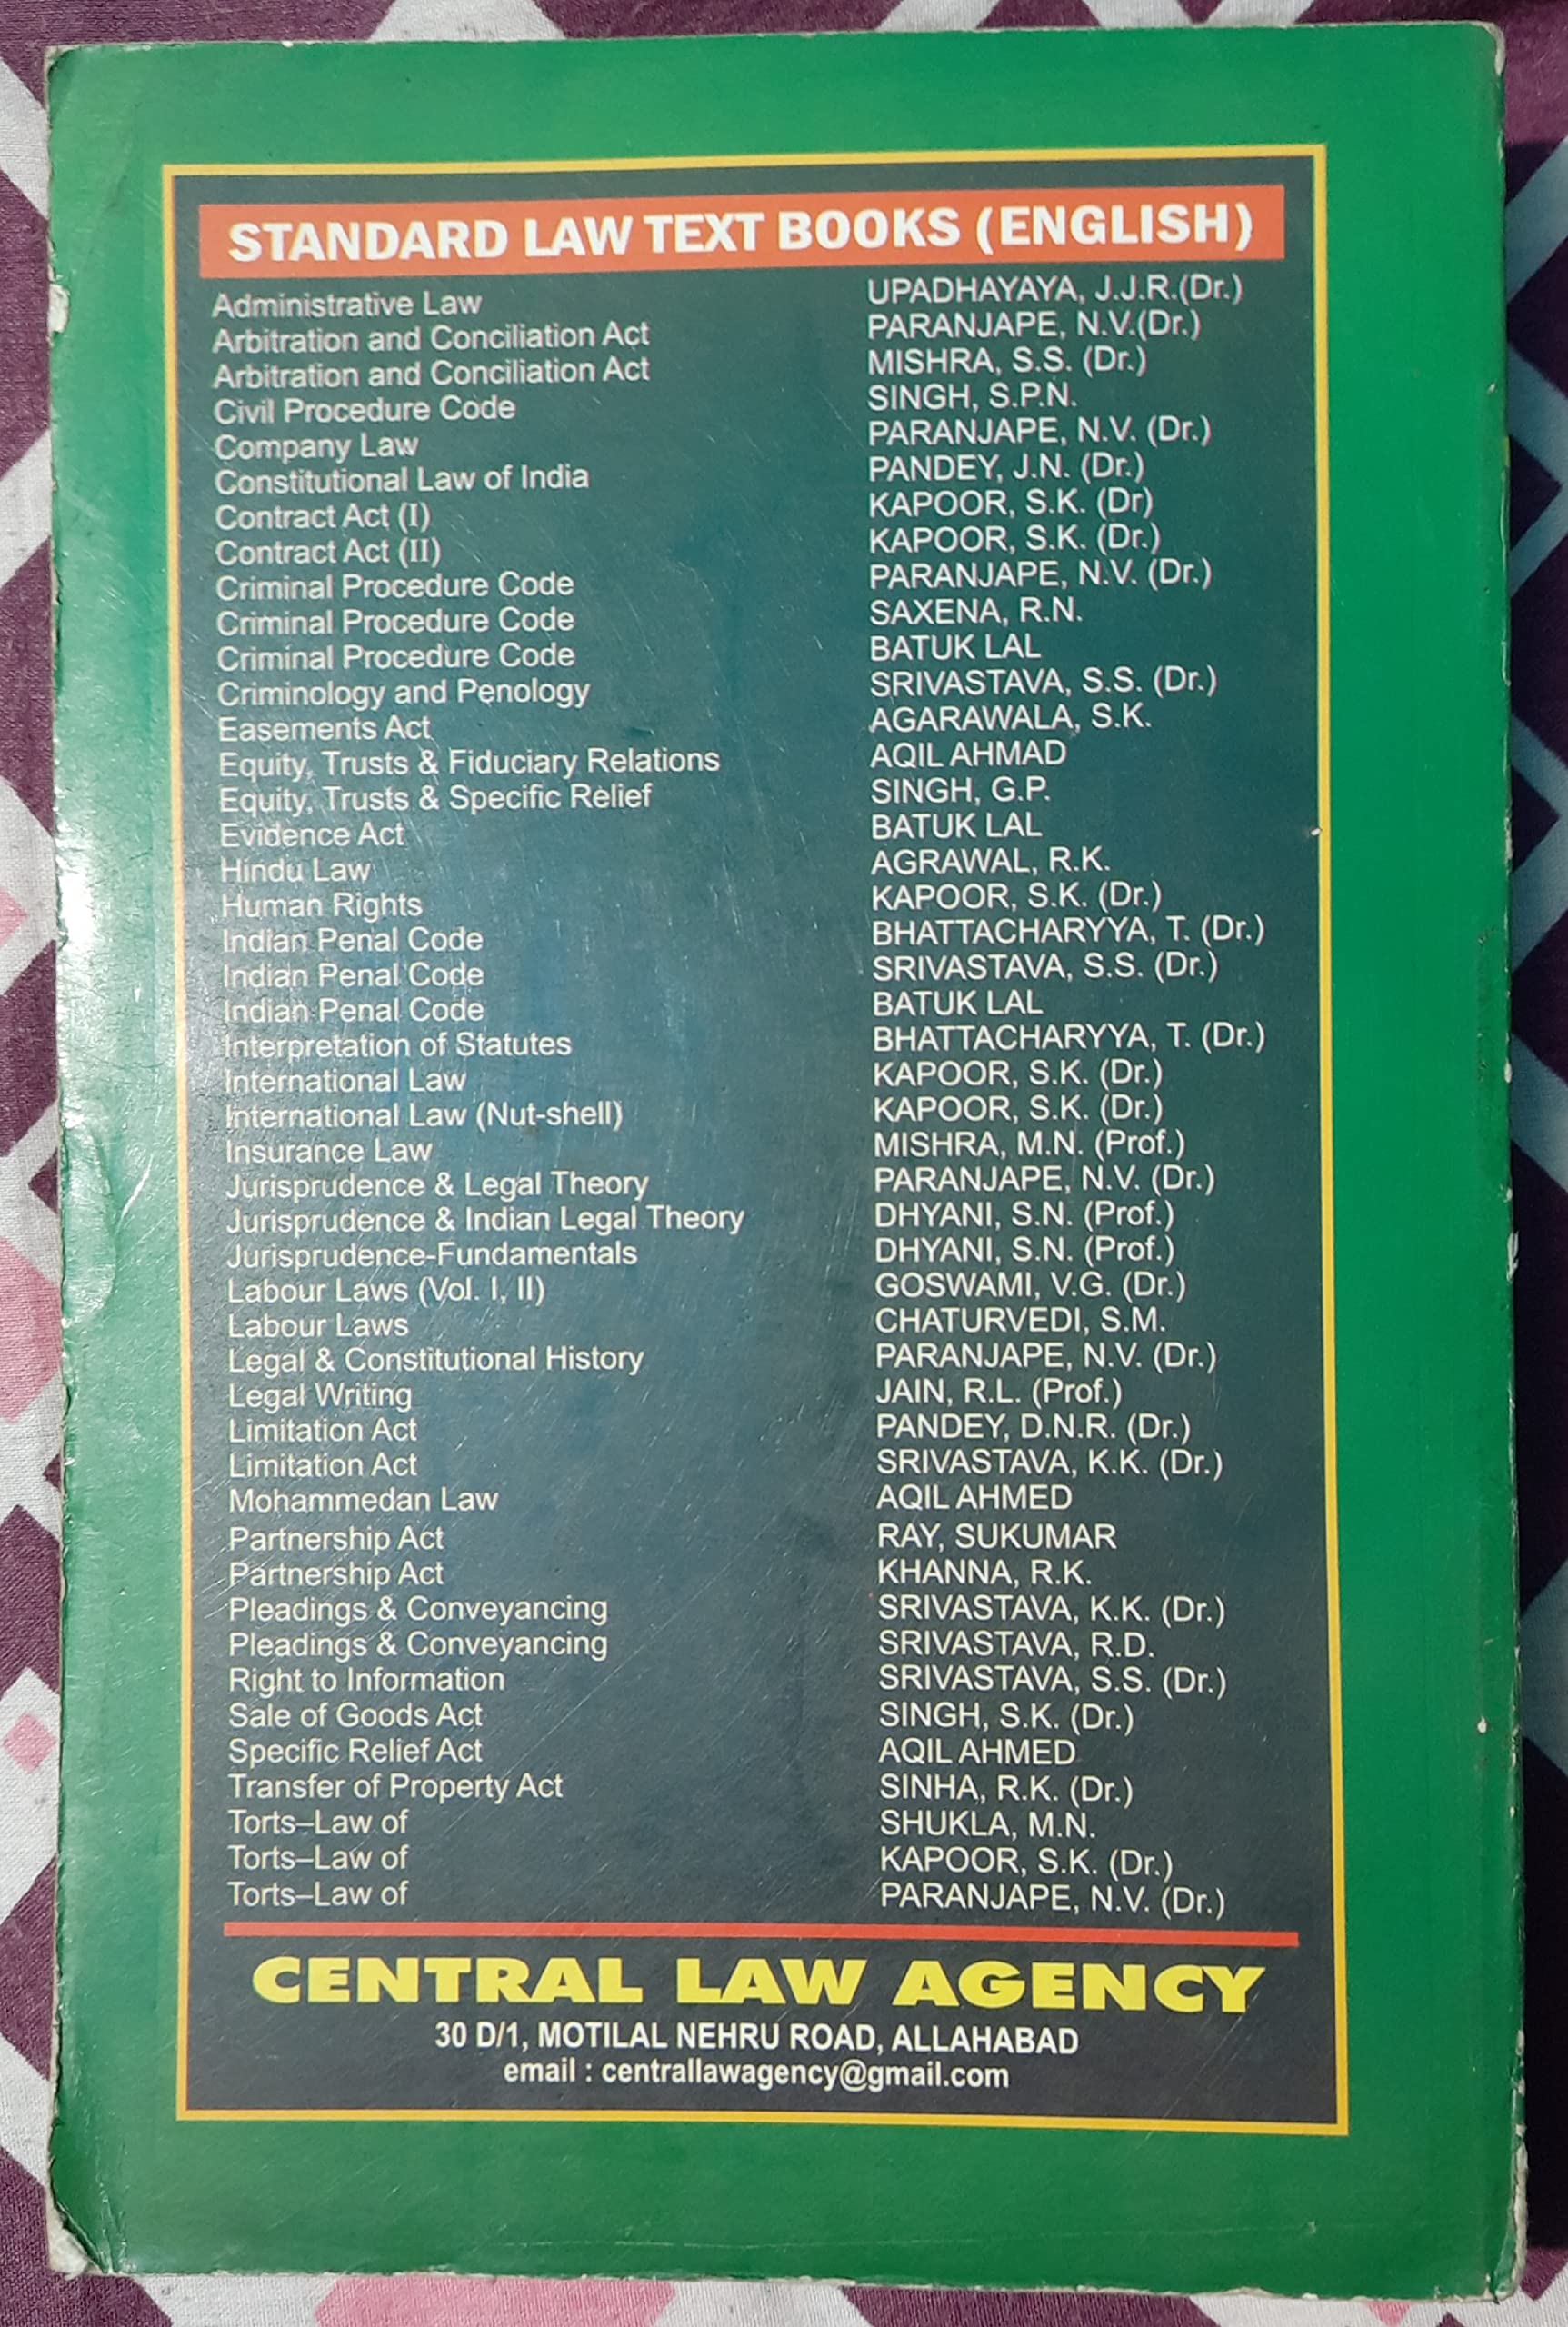 STANDARD LAW TEXT BOOKS (ENGLISH)
Administrative Law UPADHAYAYA, J.J.R.(Dr.)
Arbitration and Conciliation Act PARANJAPE, N.V.(Dr.)
Arbitration and Conciliation Act MISHRA, S.S. (Dr.)
Civil Procedure Code SINGH, S.P.N.
Company Law PARANJAPE, N.V. (Dr.)
Constitutional Law of India PANDEY, J.N. (Dr.)
Contract Act (I) KAPOOR, S.K. (Dr)
Contract Act (II) KAPOOR, S.K. (Dr.)
Criminal Procedure Code PARANJAPE, N.V. (Dr.)
Criminal Procedure Code SAXENA, R.N.
Criminal Procedure Code BATUK LAL
Criminology and Penology SRIVASTAVA, S.S. (Dr.)
Easements Act AGARAWALA, S.K.
Equity, Trusts & Fiduciary Relations AQIL AHMAD
Equity, Trusts & Specific Relief SINGH, G.P.
Evidence Act BATUK LAL
Hindu Law AGRAWAL, R.K.
Human Rights KAPOOR, S.K. (Dr.)
Indian Penal Code BHATTACHARYYA, T. (Dr.)
Indian Penal Code SRIVASTAVA, S.S. (Dr.)
Indian Penal Code BATUK LAL
Interpretation of Statutes BHATTACHARYYA, T. (Dr.)
International Law KAPOOR, S.K. (Dr.)
International Law (Nut-shell) KAPOOR, S.K. (Dr.)
Insurance Law MISHRA, M.N. (Prof.)
Jurisprudence & Legal Theory PARANJAPE, N.V. (Dr.)
Jurisprudence & Indian Legal Theory DHYANI, S.N. (Prof.)
Jurisprudence-Fundamentals DHYANI, S.N. (Prof.)
Labour Laws (Vol. I, II) GOSWAMI, V.G. (Dr.)
Labour Laws CHATURVEDI, S.M.
Legal & Constitutional History PARANJAPE, N.V. (Dr.)
Legal Writing JAIN, R.L. (Prof.)
Limitation Act PANDEY, D.N.R. (Dr.)
Limitation Act SRIVASTAVA, K.K. (Dr.)
Mohammedan Law AQIL AHMED
Partnership Act RAY, SUKUMAR
Partnership Act KHANNA, R.K.
Pleadings & Conveyancing SRIVASTAVA, K.K. (Dr.)
Pleadings & Conveyancing SRIVASTAVA, R.D.
Right to Information SRIVASTAVA, S.S. (Dr.)
Sale of Goods Act SINGH, S.K. (Dr.)
Specific Relief Act AQIL AHMED
Transfer of Property Act SINHA, R.K. (Dr.)
Torts–Law of SHUKLA, M.N.
Torts–Law of KAPOOR, S.K. (Dr.)
Torts–Law of PARANJAPE, N.V. (Dr.)
CENTRAL LAW AGENCY
30 D/1, MOTILAL NEHRU ROAD, ALLAHABAD
email : centrallawagency@gmail.com